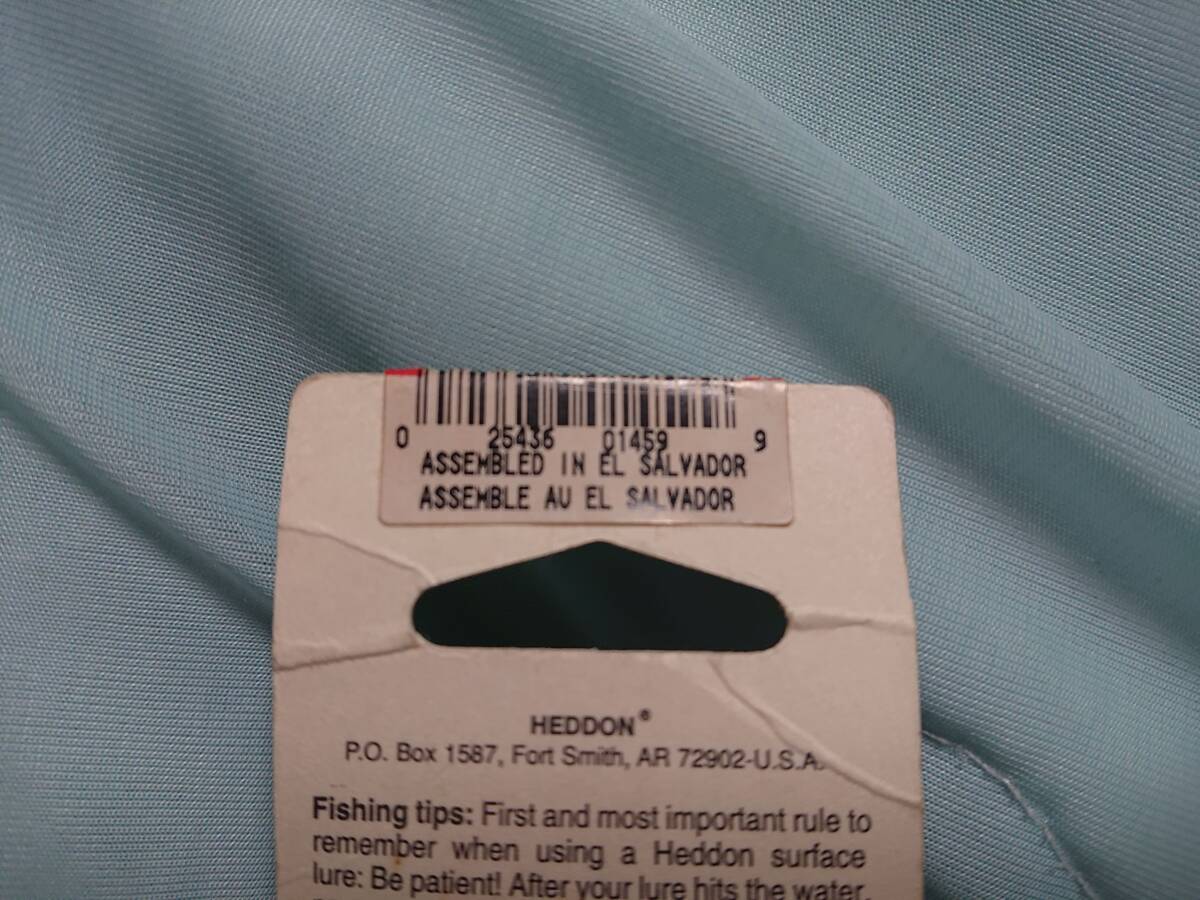 0 25436 01459 9
ASSEMBLED IN EL SALVADOR
ASSEMBLE AU EL SALVADOR
HEDDON®
P.O. Box 1587, Fort Smith, AR 72902-U.S.A.
Fishing tips: First and most important rule to
remember when using a Heddon surface
lure: Be patient! After your lure hits the water,